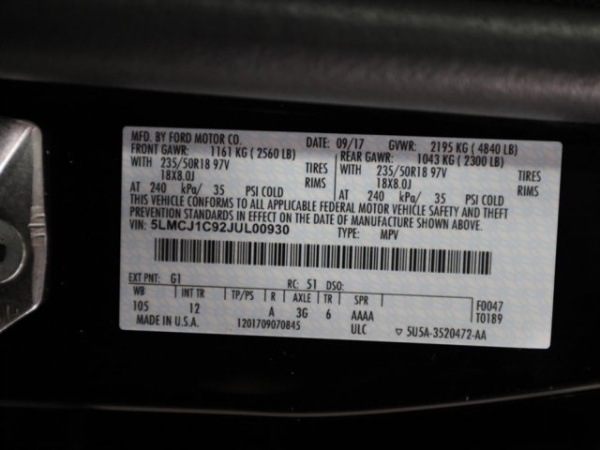 MFD. BY FORD MOTOR CO. DATE: 09/17 GVWR: 2195 KG ( 4840 LB)
FRONT GAWR: 1161 KG ( 2560 LB) REAR GAWR: 1043 KG ( 2300 LB)
WITH 235/50R18 97V TIRES WITH 235/50R18 97V TIRES
18X8.0J RIMS 18X8.0J RIMS
AT 240 kPa/ 35 PSI COLD AT 240 kPa/ 35 PSI COLD
THIS VEHICLE CONFORMS TO ALL APPLICABLE FEDERAL MOTOR VEHICLE SAFETY AND THEFT
PREVENTION STANDARDS IN EFFECT ON THE DATE OF MANUFACTURE SHOWN ABOVE.
VIN: 5LMCJ1C92JUL00930 TYPE: MPV
EXT PNT: G1 RC: 51 DSO:
WB INT TR TP/PS R AXLE TR SPR F0047
105 12 A 3G 6 AAAA T0189
MADE IN U.S.A. 1201709070845 ULC ▽ 5U5A-3520472-AA